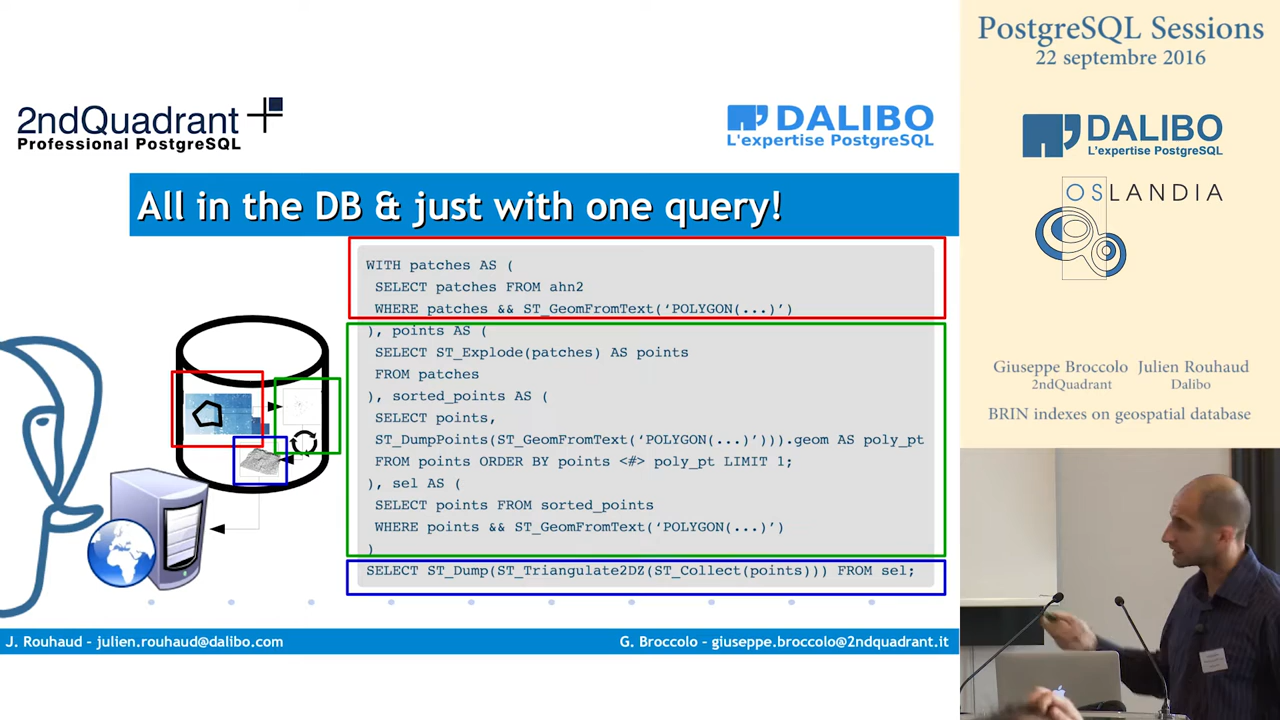 2ndQuadrant
Professional PostgreSQL
DALIBO
L'expertise PostgreSQL
All in the DB & just with one query!
WITH patches AS (
SELECT patches FROM ahn2
WHERE patches && ST_GeomFromText(‘POLYGON(...)’)
), points AS (
SELECT ST_Explode(patches) AS points
FROM patches
), sorted_points AS (
SELECT points,
ST_DumpPoints(ST_GeomFromText(‘POLYGON(...)’))).geom AS poly_pt
FROM points ORDER BY points <#> poly_pt LIMIT 1;
), sel AS (
SELECT points FROM sorted_points
WHERE points && ST_GeomFromText(‘POLYGON(...)’)
)
SELECT ST_Dump(ST_Triangulate2DZ(ST_Collect(points))) FROM sel;
J. Rouhaud – julien.rouhaud@dalibo.com
G. Broccolo – giuseppe.broccolo@2ndquadrant.it
PostgreSQL Sessions
22 septembre 2016
DALIBO
L'expertise PostgreSQL
OSLANDIA
Giuseppe Broccolo Julien Rouhaud
2ndQuadrant Dalibo
BRIN indexes on geospatial database